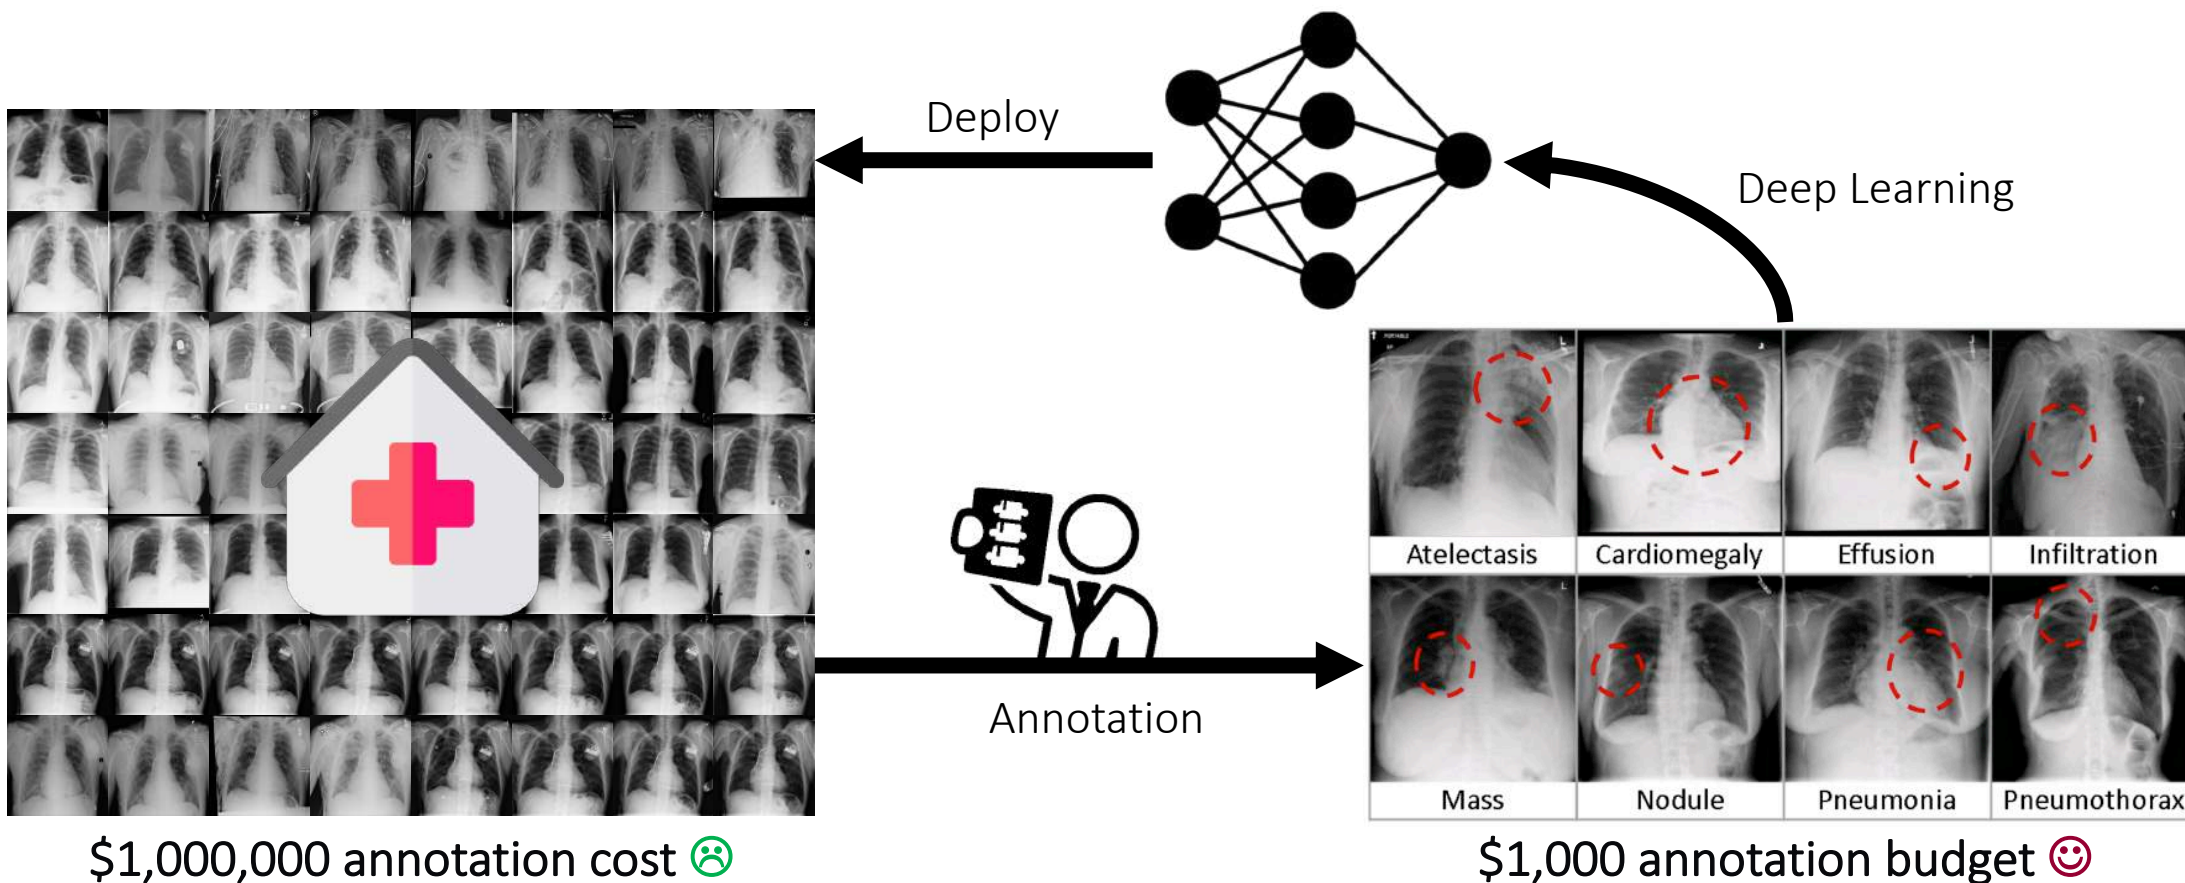 Deploy
Deep Learning
Atelectasis
Cardiomegaly
Effusion
Infiltration
Annotation
Mass
Nodule
Pneumonia
Pneumothorax
$1,000,000 annotation cost ☹
$1,000 annotation budget ☺